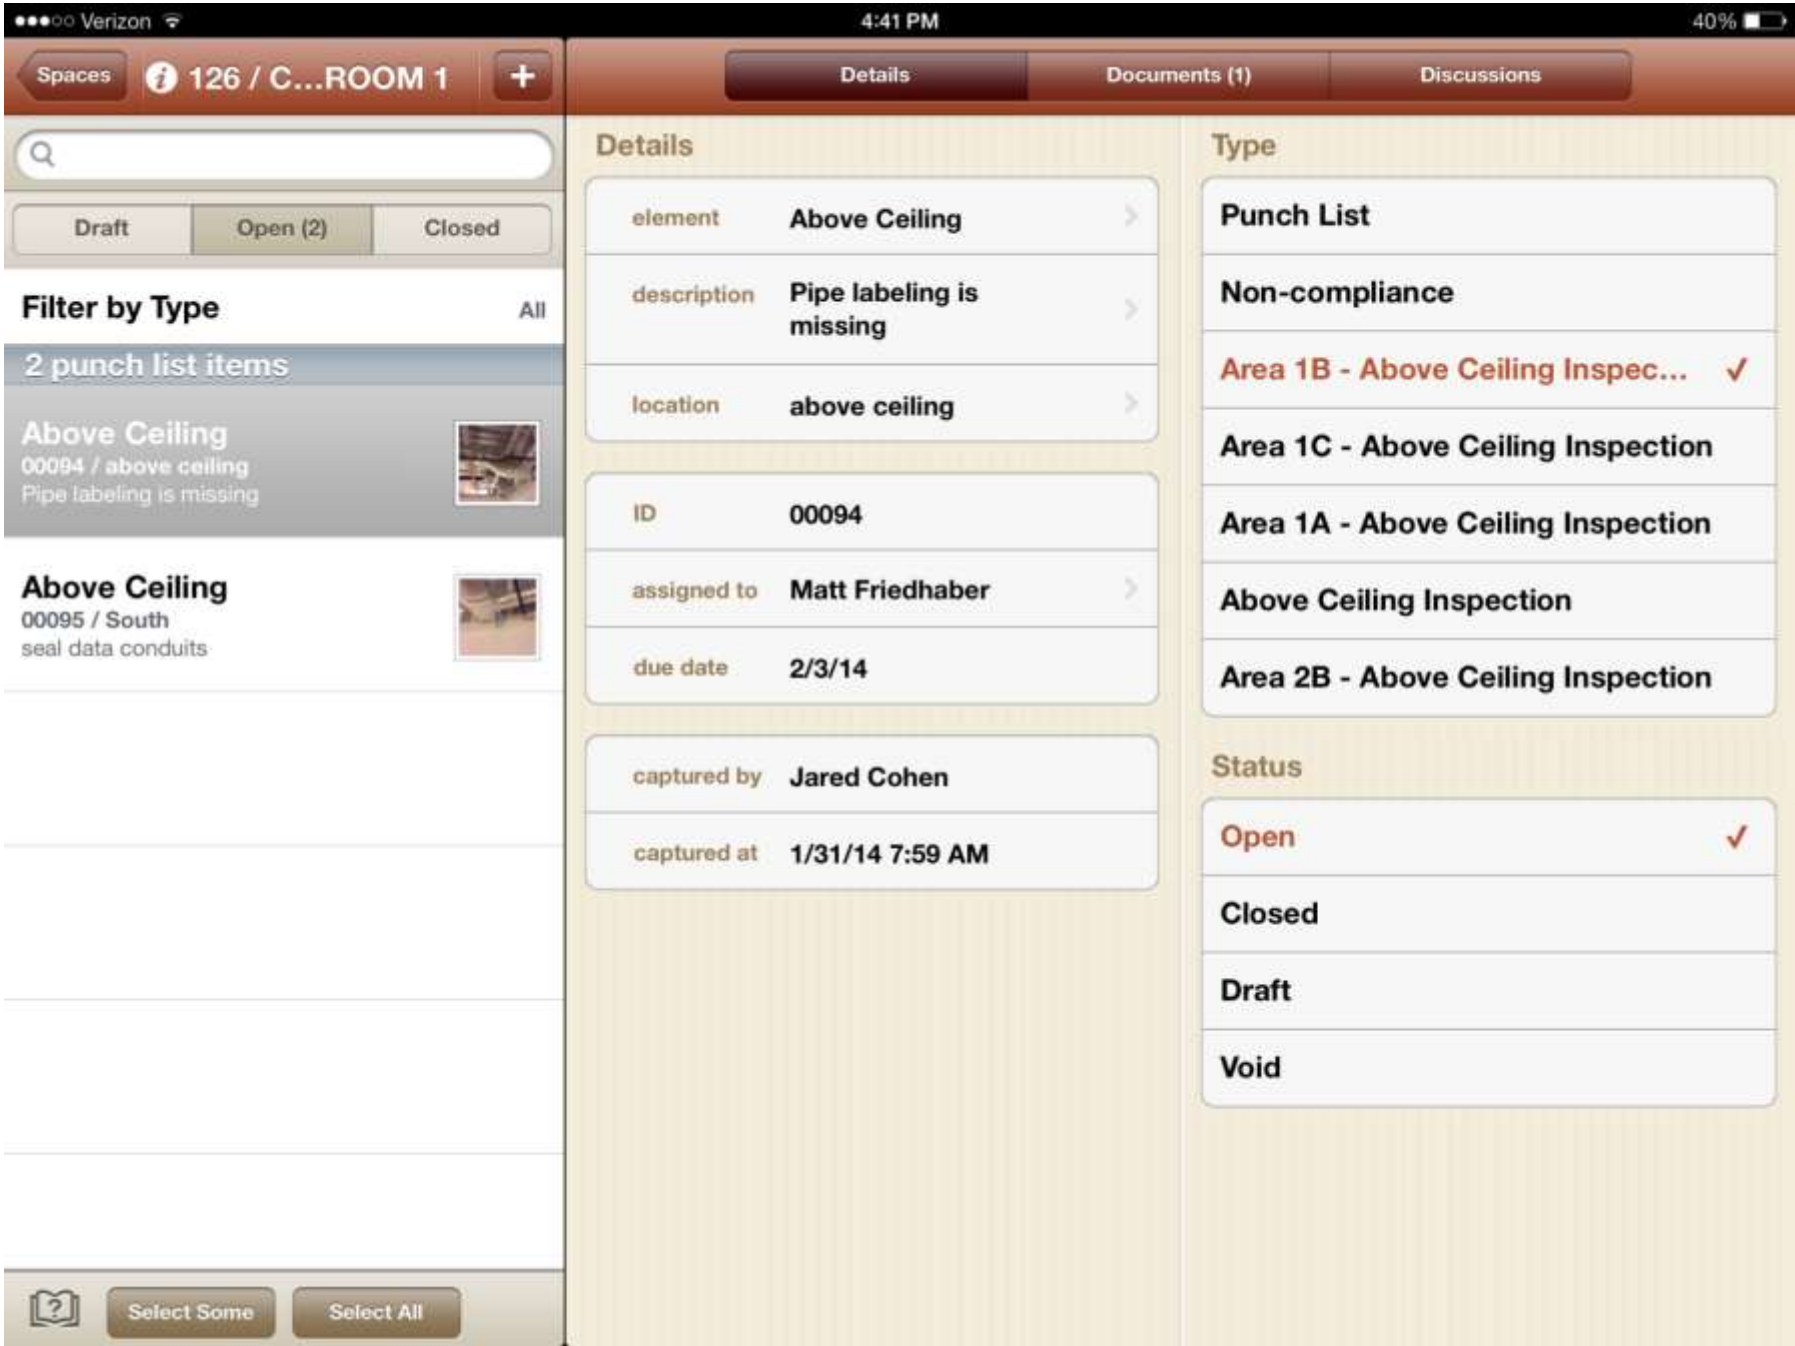 Verizon
4:41 PM
40%
Spaces
126 / C...ROOM 1
+
Details
Documents (1)
Discussions
Draft
Open (2)
Closed
Filter by Type
All
2 punch list items
Above Ceiling
00094 / above ceiling
Pipe labeling is missing
Above Ceiling
00095 / South
seal data conduits
Select Some
Select All
Details
element Above Ceiling
description Pipe labeling is
missing
location above ceiling
ID 00094
assigned to Matt Friedhaber
due date 2/3/14
captured by Jared Cohen
captured at 1/31/14 7:59 AM
Type
Punch List
Non-compliance
Area 1B - Above Ceiling Inspec...
Area 1C - Above Ceiling Inspection
Area 1A - Above Ceiling Inspection
Above Ceiling Inspection
Area 2B - Above Ceiling Inspection
Status
Open
Closed
Draft
Void